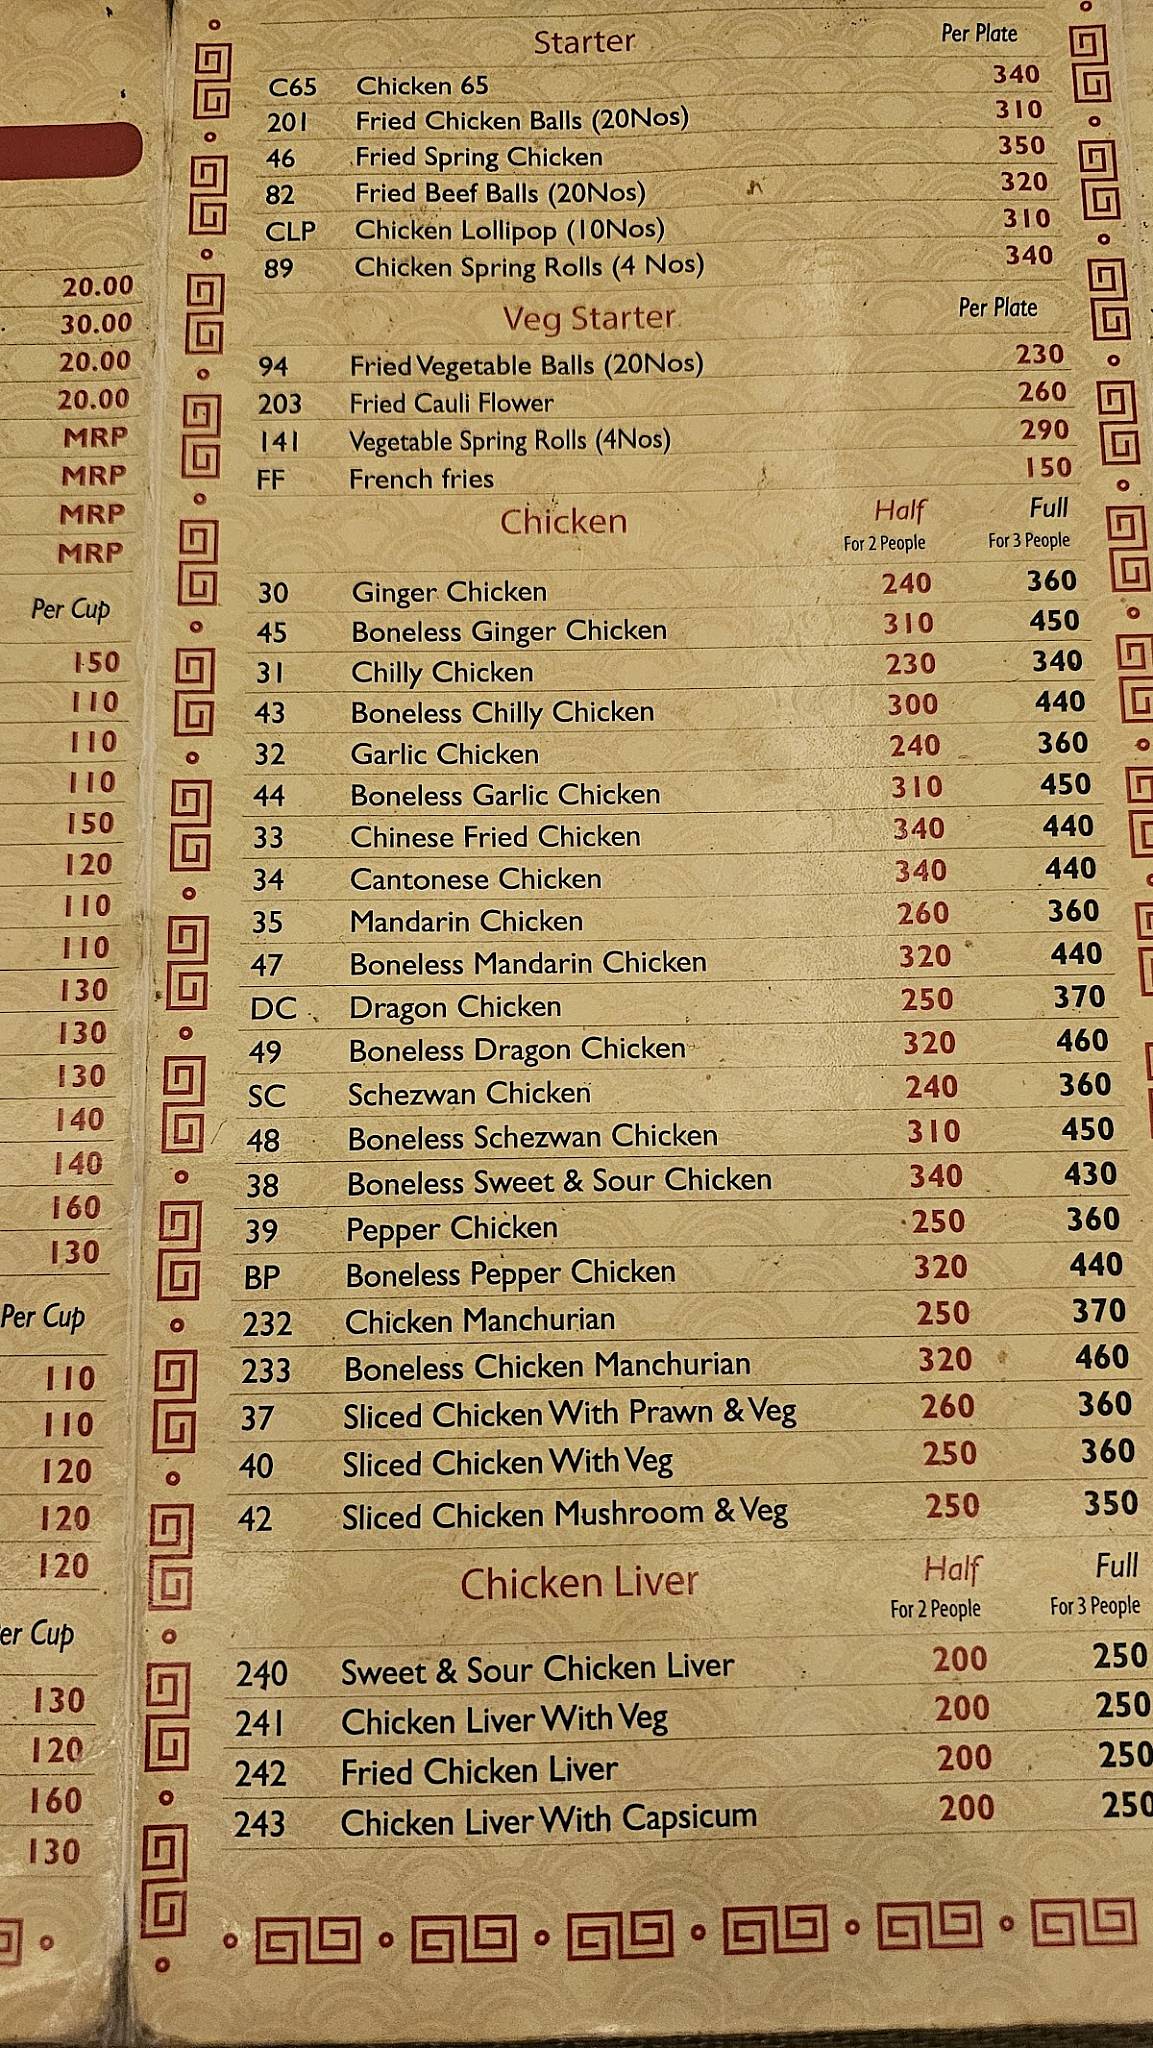 20.00
30.00
20.00
20.00
MRP
MRP
MRP
MRP
Per Cup
150
110
110
110
150
120
110
110
130
130
130
140
140
160
130
Per Cup
110
110
120
120
120
er Cup
130
120
160
130
Starter Per Plate
C65 Chicken 65 340
201 Fried Chicken Balls (20Nos) 310
46 Fried Spring Chicken 350
82 Fried Beef Balls (20Nos) 320
CLP Chicken Lollipop (10Nos) 310
89 Chicken Spring Rolls (4 Nos) 340
Veg Starter Per Plate
94 Fried Vegetable Balls (20Nos) 230
203 Fried Cauli Flower 260
141 Vegetable Spring Rolls (4Nos) 290
FF French fries 150
Chicken Half Full
For 2 People For 3 People
30 Ginger Chicken 240 360
45 Boneless Ginger Chicken 310 450
31 Chilly Chicken 230 340
43 Boneless Chilly Chicken 300 440
32 Garlic Chicken 240 360
44 Boneless Garlic Chicken 310 450
33 Chinese Fried Chicken 340 440
34 Cantonese Chicken 340 440
35 Mandarin Chicken 260 360
47 Boneless Mandarin Chicken 320 440
DC Dragon Chicken 250 370
49 Boneless Dragon Chicken 320 460
SC Schezwan Chicken 240 360
48 Boneless Schezwan Chicken 310 450
38 Boneless Sweet & Sour Chicken 340 430
39 Pepper Chicken 250 360
BP Boneless Pepper Chicken 320 440
232 Chicken Manchurian 250 370
233 Boneless Chicken Manchurian 320 460
37 Sliced Chicken With Prawn & Veg 260 360
40 Sliced Chicken With Veg 250 360
42 Sliced Chicken Mushroom & Veg 250 350
Chicken Liver Half Full
For 2 People For 3 People
240 Sweet & Sour Chicken Liver 200 250
241 Chicken Liver With Veg 200 250
242 Fried Chicken Liver 200 250
243 Chicken Liver With Capsicum 200 250